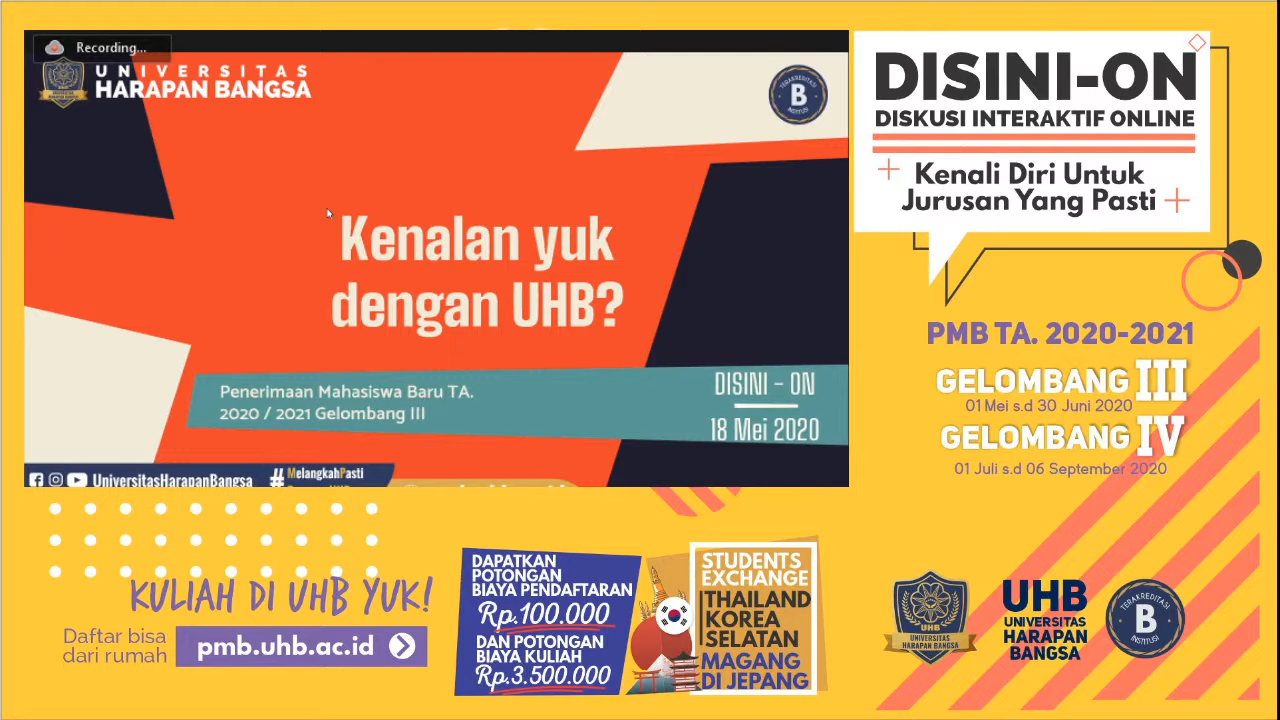 Recording...
UNIVERSITAS
HARAPAN BANGSA
TERAKREDITASI
B
INSTITUSI
Kenalan yuk
dengan UHB?
Penerimaan Mahasiswa Baru TA.
2020 / 2021 Gelombang III
DISINI - ON
18 Mei 2020
UniversitasHarapanBangsa
#MelangkahPasti
DISINI-ON
DISKUSI INTERAKTIF ONLINE
Kenali Diri Untuk
Jurusan Yang Pasti
PMB TA. 2020-2021
GELOMBANG III
01 Mei s.d 30 Juni 2020
GELOMBANG IV
01 Juli s.d 06 September 2020
KULIAH DI UHB YUK!
Daftar bisa
dari rumah
pmb.uhb.ac.id
DAPATKAN
POTONGAN
BIAYA PENDAFTARAN
Rp.100.000
DAN POTONGAN
BIAYA KULIAH
Rp.3.500.000
STUDENTS
EXCHANGE
THAILAND
KOREA
SELATAN
MAGANG
DI JEPANG
UHB
UNIVERSITAS
HARAPAN BANGSA
UHB
UNIVERSITAS
HARAPAN
BANGSA
TERAKREDITASI
B
INSTITUSI